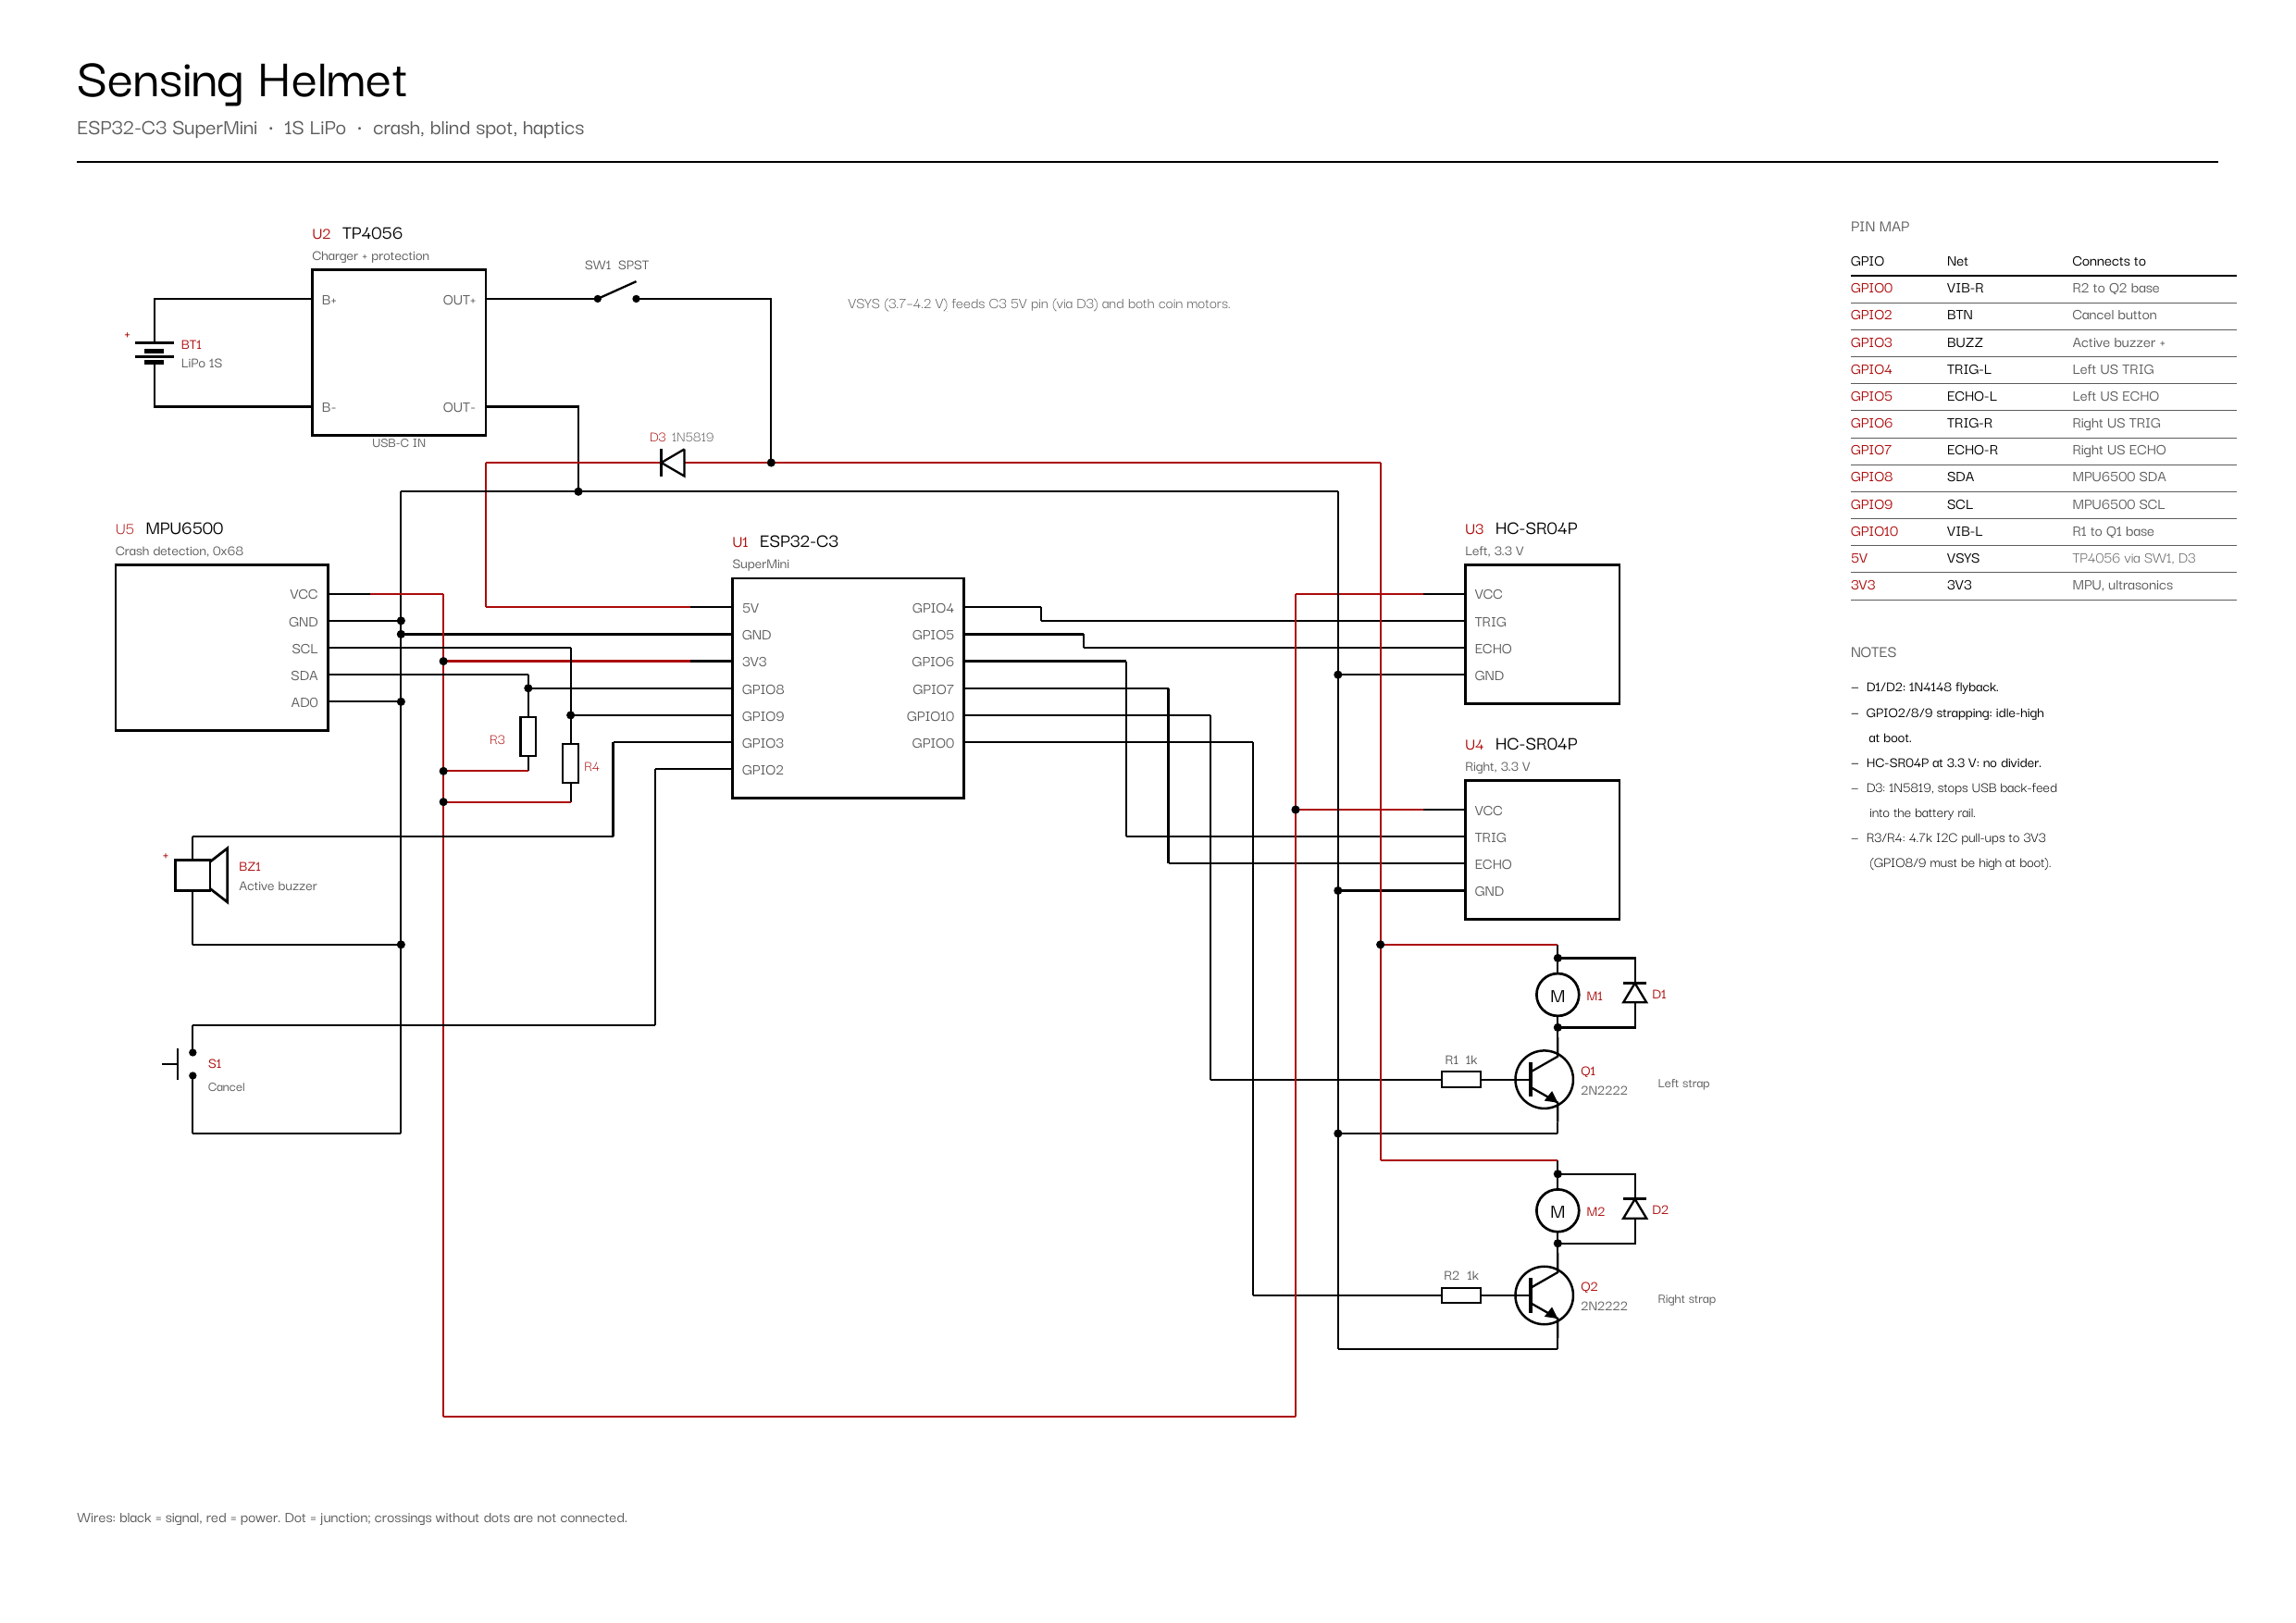 Sensing Helmet
ESP32-C3 SuperMini · 1S LiPo · crash, blind spot, haptics
U2 TP4056
Charger + protection
B+ OUT+
B- OUT-
USB-C IN
SW1 SPST
+
BT1
LiPo 1S
VSYS (3.7–4.2 V) feeds C3 5V pin (via D3) and both coin motors.
D3 1N5819
U5 MPU6500
Crash detection, 0x68
VCC
GND
SCL
SDA
AD0
U1 ESP32-C3
SuperMini
5V GPIO4
GND GPIO5
3V3 GPIO6
GPIO8 GPIO7
GPIO9 GPIO10
GPIO3 GPIO0
GPIO2
R3
R4
U3 HC-SR04P
Left, 3.3 V
VCC
TRIG
ECHO
GND
U4 HC-SR04P
Right, 3.3 V
VCC
TRIG
ECHO
GND
+
BZ1
Active buzzer
S1
Cancel
M M1 D1
R1 1k
Q1
2N2222 Left strap
M M2 D2
R2 1k
Q2
2N2222 Right strap
PIN MAP
GPIO Net Connects to
GPIO0 VIB-R R2 to Q2 base
GPIO2 BTN Cancel button
GPIO3 BUZZ Active buzzer +
GPIO4 TRIG-L Left US TRIG
GPIO5 ECHO-L Left US ECHO
GPIO6 TRIG-R Right US TRIG
GPIO7 ECHO-R Right US ECHO
GPIO8 SDA MPU6500 SDA
GPIO9 SCL MPU6500 SCL
GPIO10 VIB-L R1 to Q1 base
5V VSYS TP4056 via SW1, D3
3V3 3V3 MPU, ultrasonics
NOTES
– D1/D2: 1N4148 flyback.
– GPIO2/8/9 strapping: idle-high
at boot.
– HC-SR04P at 3.3 V: no divider.
– D3: 1N5819, stops USB back-feed
into the battery rail.
– R3/R4: 4.7k I2C pull-ups to 3V3
(GPIO8/9 must be high at boot).
Wires: black = signal, red = power. Dot = junction; crossings without dots are not connected.